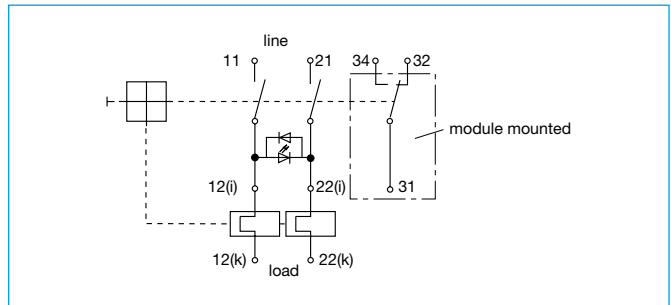 line
11 21 34 32
module mounted
12(i) 22(i) 31
12(k) 22(k)
load